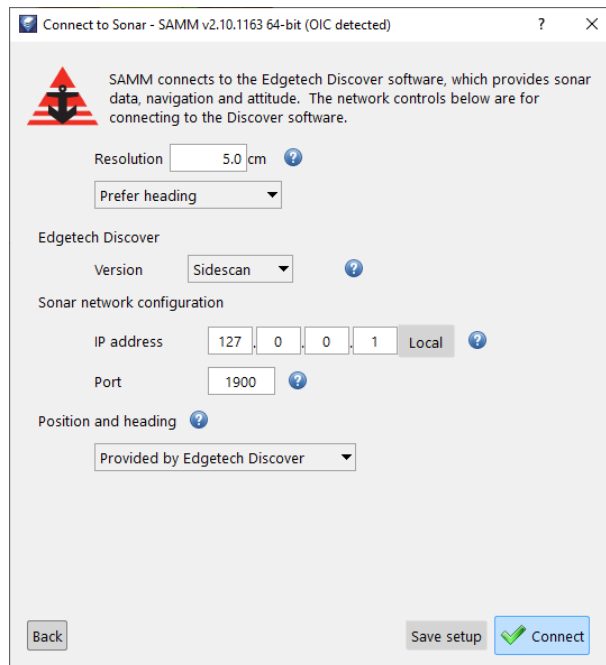 Connect to Sonar - SAMM v2.10.1163 64-bit (OIC detected)
?
SAMM connects to the Edgetech Discover software, which provides sonar
data, navigation and attitude. The network controls below are for
connecting to the Discover software.
Resolution 5.0 cm ?
Prefer heading
Edgetech Discover
Version Sidescan ?
Sonar network configuration
IP address 127 . 0 . 0 . 1 Local ?
Port 1900 ?
Position and heading ?
Provided by Edgetech Discover
Back Save setup Connect